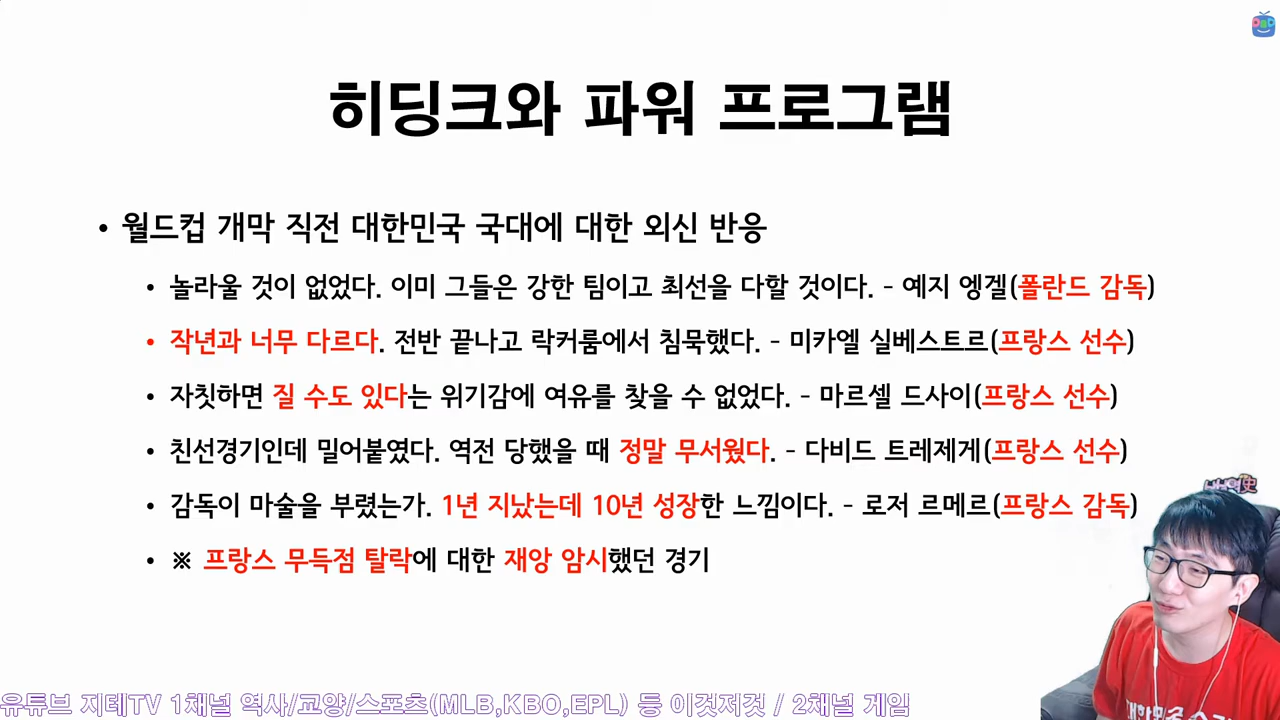 히딩크와 파워 프로그램
• 월드컵 개막 직전 대한민국 국대에 대한 외신 반응
• 놀라울 것이 없었다. 이미 그들은 강한 팀이고 최선을 다할 것이다. - 예지 엥겔(폴란드 감독)
• 작년과 너무 다르다. 전반 끝나고 락커룸에서 침묵했다. - 미카엘 실베스트르(프랑스 선수)
• 자칫하면 질 수도 있다는 위기감에 여유를 찾을 수 없었다. - 마르셀 드사이(프랑스 선수)
• 친선경기인데 밀어붙였다. 역전 당했을 때 정말 무서웠다. - 다비드 트레제게(프랑스 선수)
• 감독이 마술을 부렸는가. 1년 지났는데 10년 성장한 느낌이다. - 로저 르메르(프랑스 감독)
• ※ 프랑스 무득점 탈락에 대한 재앙 암시했던 경기
유튜브 지테TV 1채널 역사/교양/스포츠(MLB,KBO,EPL) 등 이것저것 / 2채널 게임